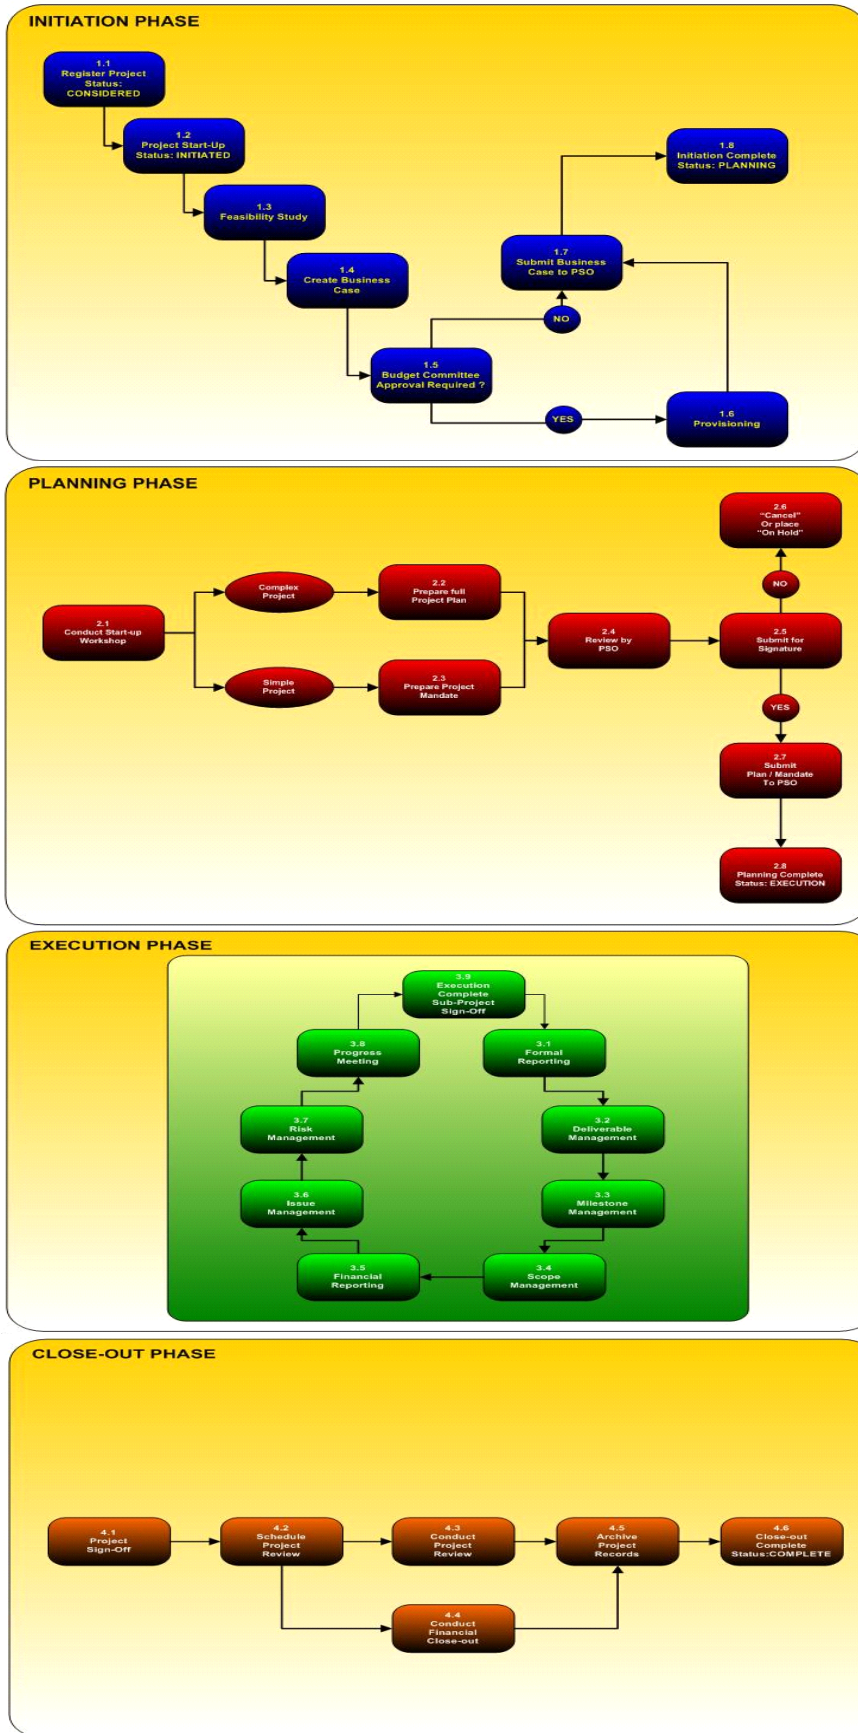 INITIATION PHASE
1.1
Register Project
Status:
CONSIDERED
1.2
Project Start-Up
Status: INITIATED
1.3
Feasibility Study
1.4
Create Business
Case
1.5
Budget Committee
Approval Required ?
NO
YES
1.6
Provisioning
1.7
Submit Business
Case to PSO
1.8
Initiation Complete
Status: PLANNING
PLANNING PHASE
2.1
Conduct Start-up
Workshop
Complex
Project
Simple
Project
2.2
Prepare full
Project Plan
2.3
Prepare Project
Mandate
2.4
Review by
PSO
2.5
Submit for
Signature
NO
2.6
“Cancel”
Or place
“On Hold”
YES
2.7
Submit
Plan / Mandate
To PSO
2.8
Planning Complete
Status: EXECUTION
EXECUTION PHASE
3.9
Execution
Complete
Sub-Project
Sign-Off
3.1
Formal
Reporting
3.2
Deliverable
Management
3.3
Milestone
Management
3.4
Scope
Management
3.5
Financial
Reporting
3.6
Issue
Management
3.7
Risk
Management
3.8
Progress
Meeting
CLOSE-OUT PHASE
4.1
Project
Sign-Off
4.2
Schedule
Project
Review
4.3
Conduct
Project
Review
4.4
Conduct
Financial
Close-out
4.5
Archive
Project
Records
4.6
Close-out
Complete
Status:COMPLETE